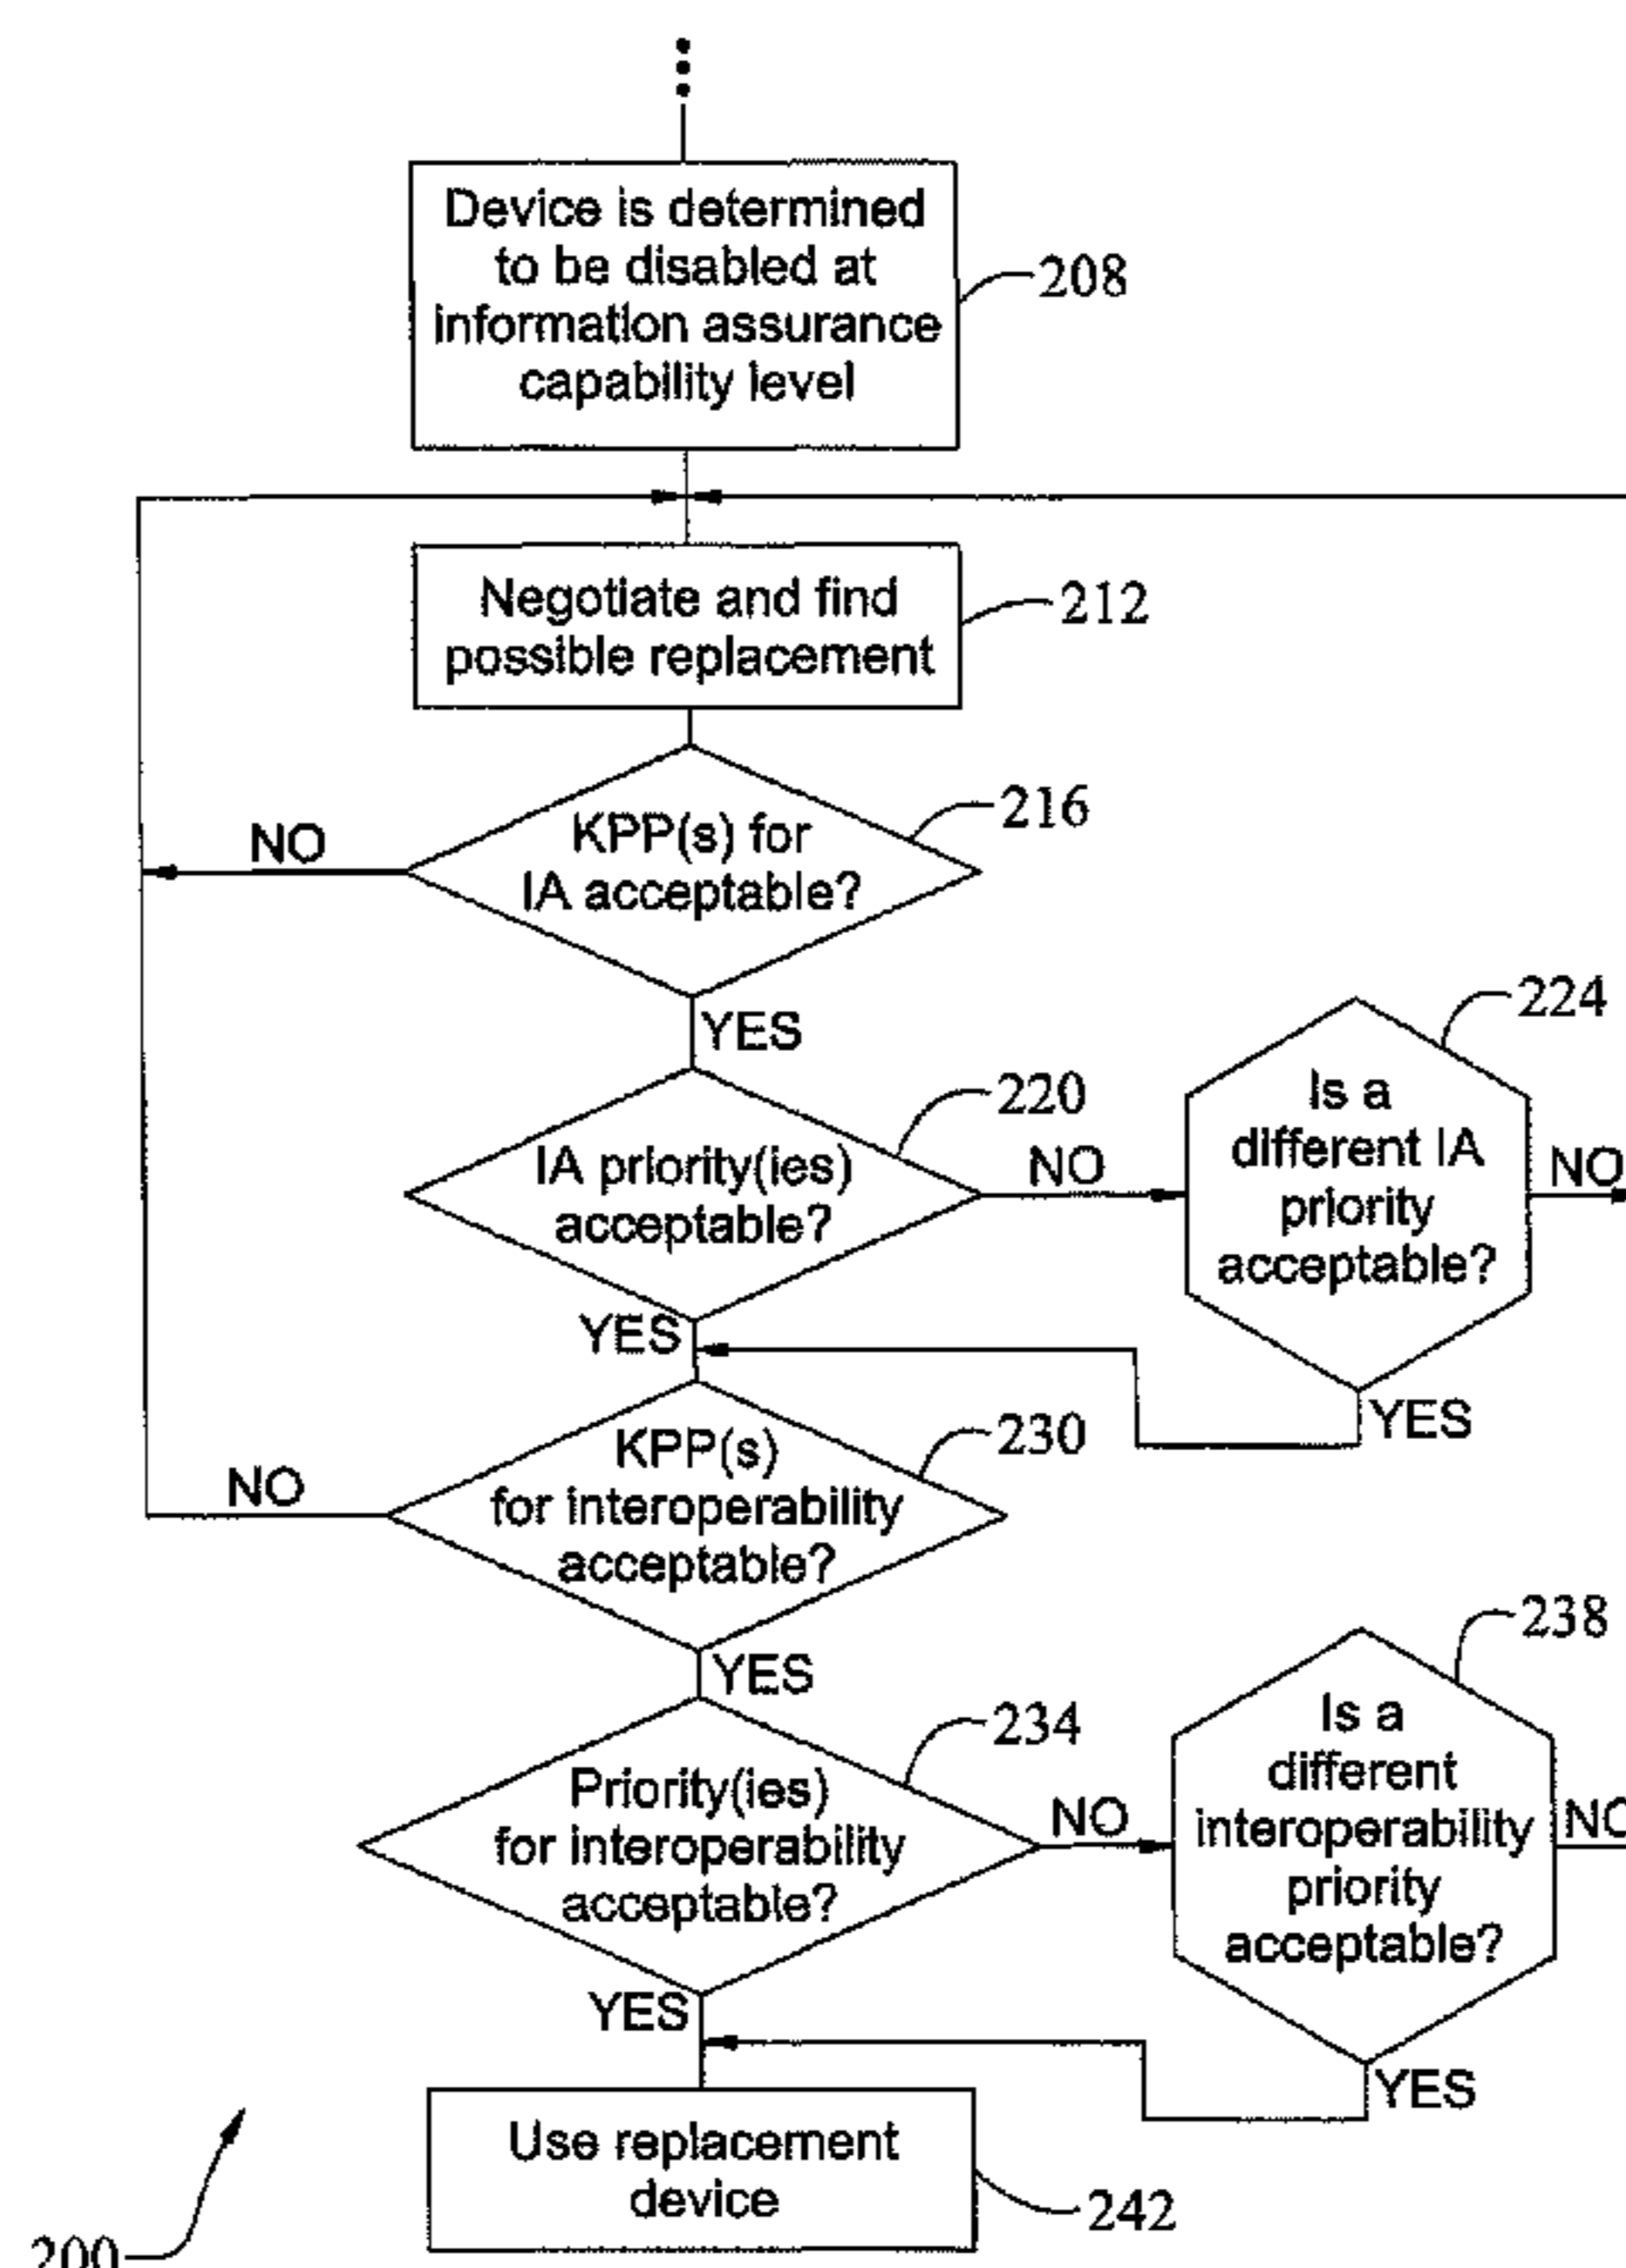 Device is determined
to be disabled at
information assurance
capability level
208
Negotiate and find
possible replacement
212
KPP(s) for
IA acceptable?
216
NO
YES
IA priority(ies)
acceptable?
220
NO
Is a
different IA
priority
acceptable?
224
NO
YES
YES
KPP(s)
for interoperability
acceptable?
230
NO
YES
Priority(ies)
for interoperability
acceptable?
234
NO
Is a
different
interoperability
priority
acceptable?
238
NO
YES
YES
Use replacement
device
242
200